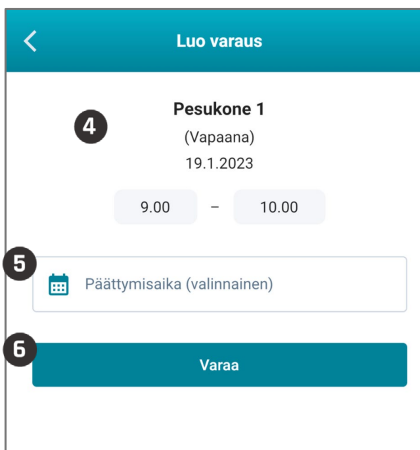 Luo varaus
4
Pesukone 1
(Vapaana)
19.1.2023
9.00 – 10.00
5
Päättymisaika (valinnainen)
6
Varaa